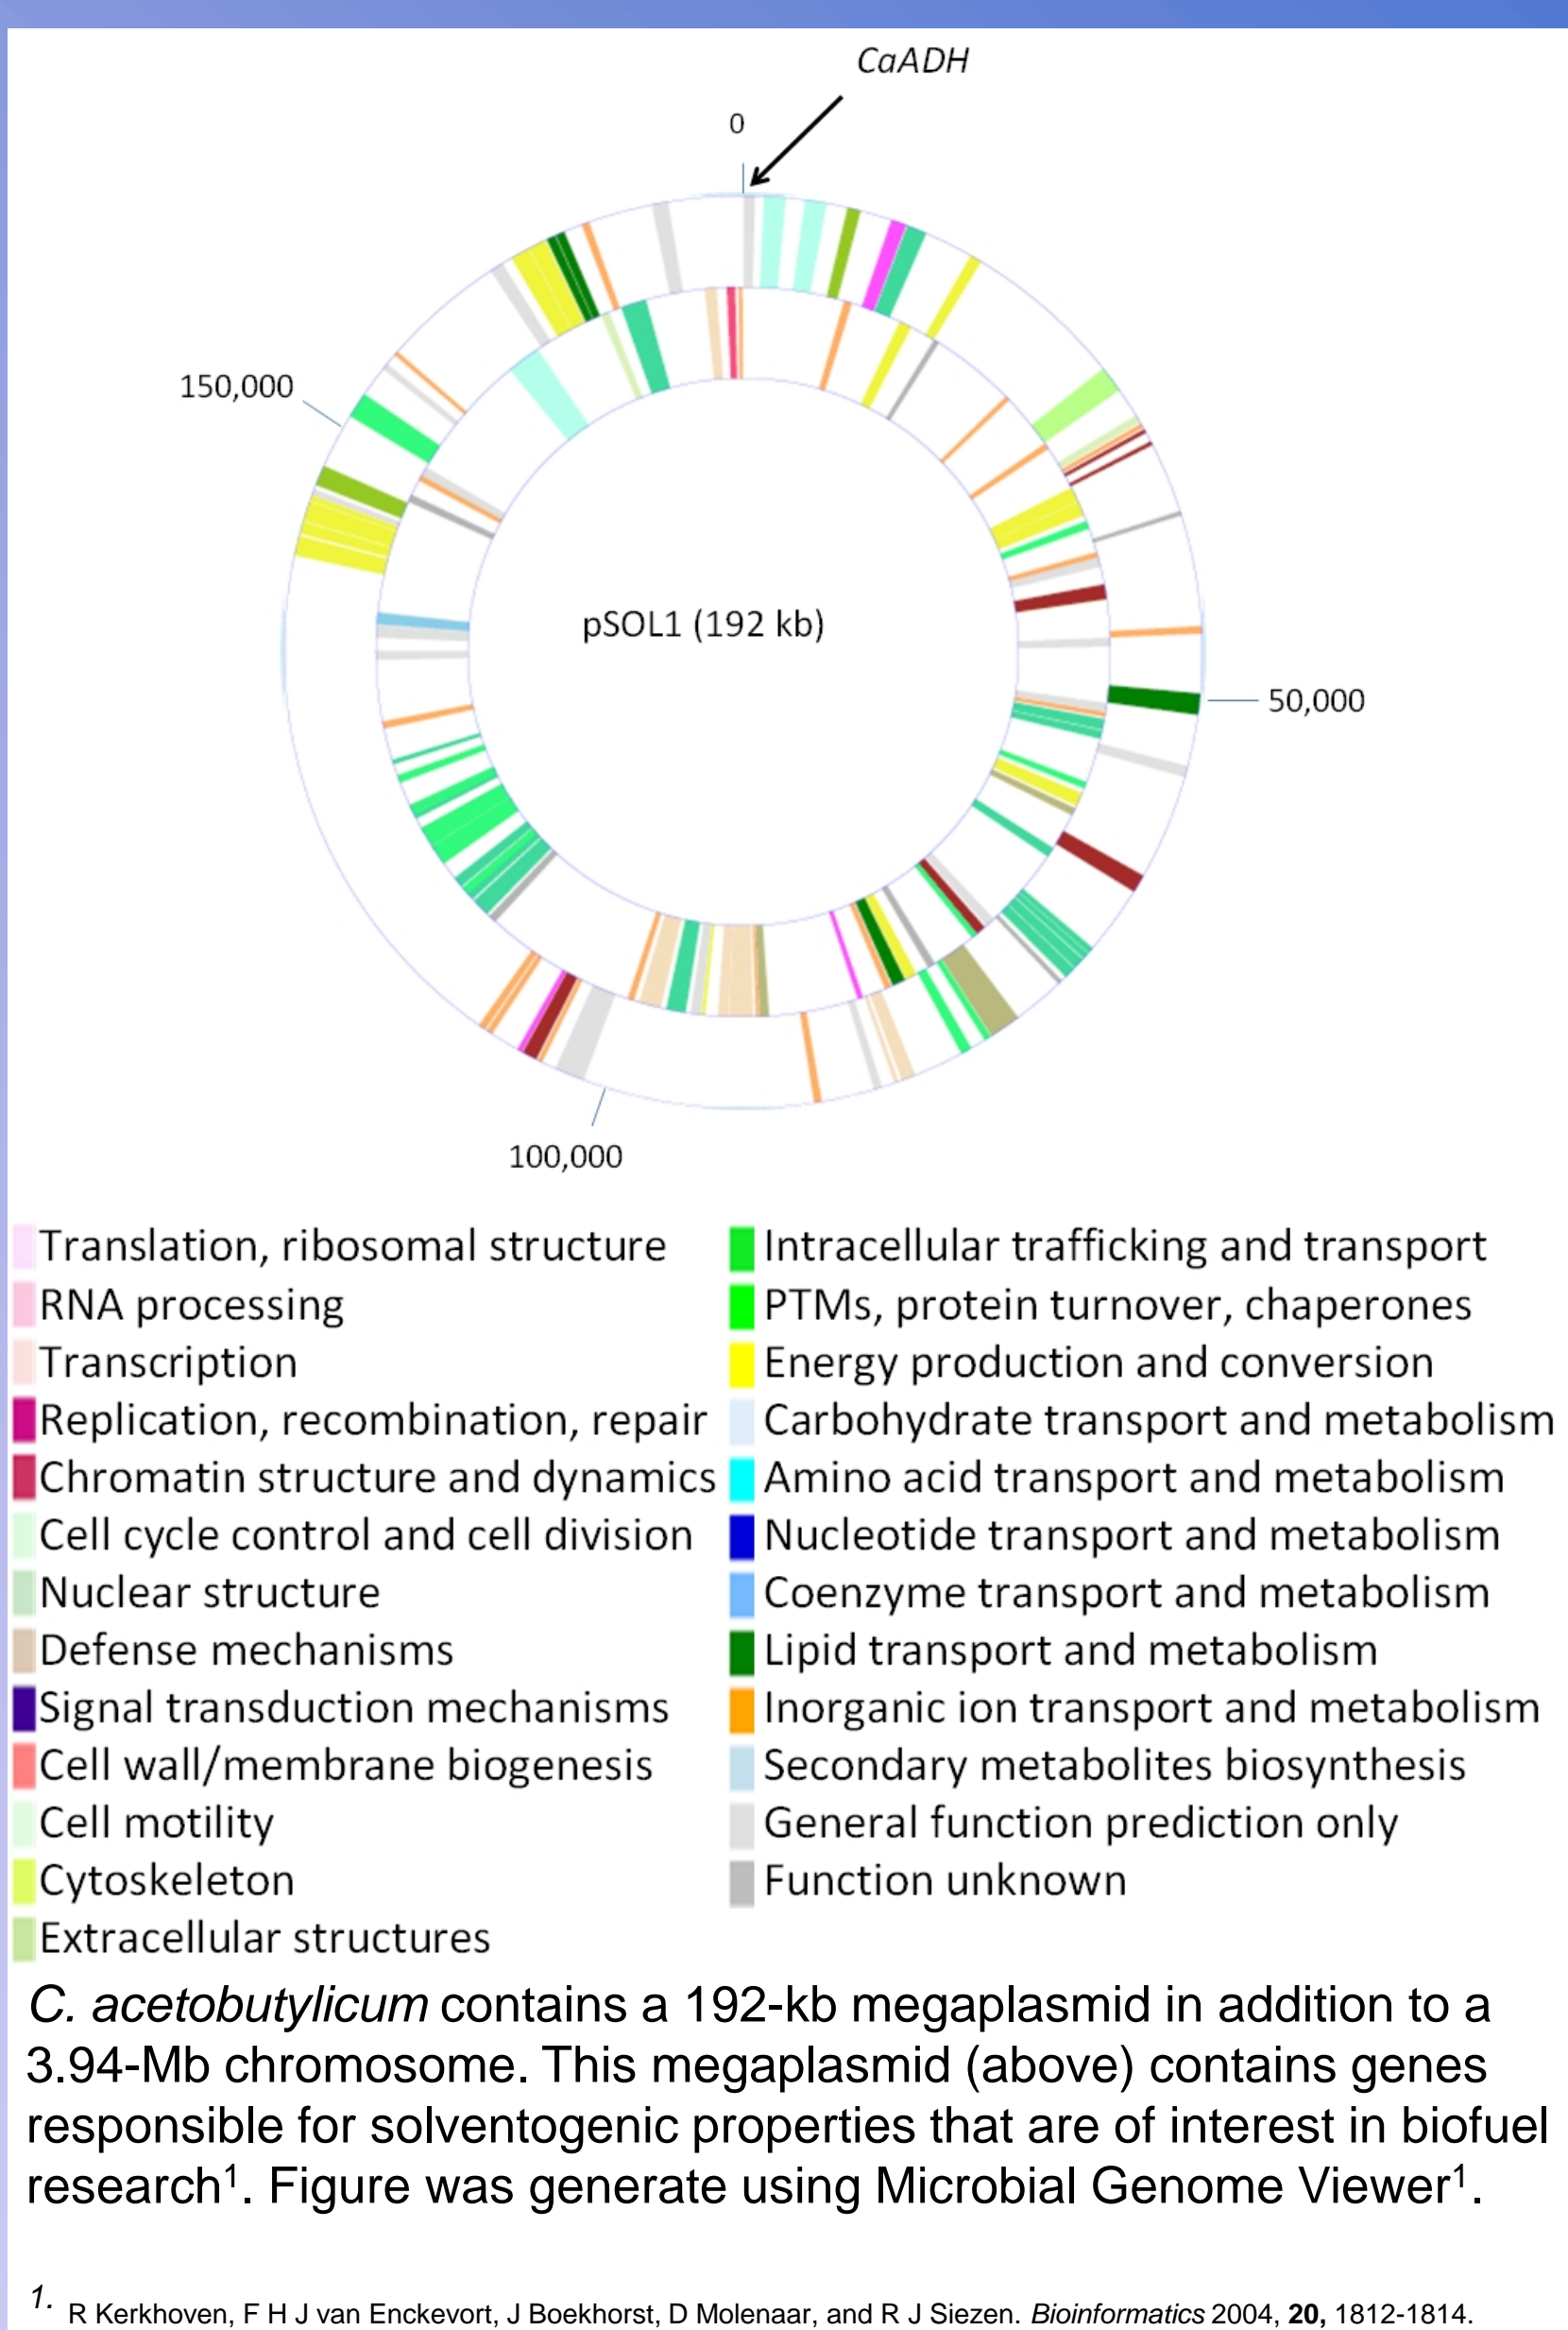 CaADH
0
150,000
pSOL1 (192 kb)
50,000
100,000
Translation, ribosomal structure
RNA processing
Transcription
Replication, recombination, repair
Chromatin structure and dynamics
Cell cycle control and cell division
Nuclear structure
Defense mechanisms
Signal transduction mechanisms
Cell wall/membrane biogenesis
Cell motility
Cytoskeleton
Extracellular structures
Intracellular trafficking and transport
PTMs, protein turnover, chaperones
Energy production and conversion
Carbohydrate transport and metabolism
Amino acid transport and metabolism
Nucleotide transport and metabolism
Coenzyme transport and metabolism
Lipid transport and metabolism
Inorganic ion transport and metabolism
Secondary metabolites biosynthesis
General function prediction only
Function unknown
C. acetobutylicum contains a 192-kb megaplasmid in addition to a
3.94-Mb chromosome. This megaplasmid (above) contains genes
responsible for solventogenic properties that are of interest in biofuel
research¹. Figure was generate using Microbial Genome Viewer¹.
1. R Kerkhoven, F H J van Enckevort, J Boekhorst, D Molenaar, and R J Siezen. Bioinformatics 2004, 20, 1812-1814.